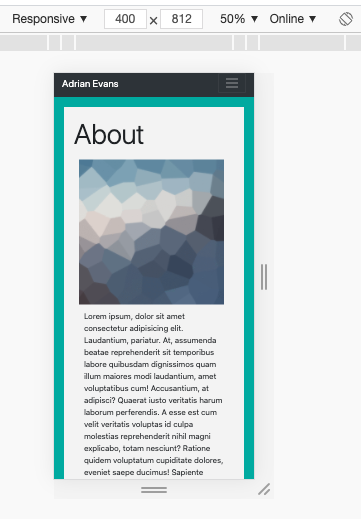 Responsive ▼ 400 × 812 50% ▼ Online ▼
Adrian Evans
About
Lorem ipsum, dolor sit amet
consectetur adipisicing elit.
Laudantium, pariatur. At, assumenda
beatae reprehenderit sit temporibus
labore quibusdam dignissimos quam
illum maiores modi laudantium, amet
voluptatibus cum! Accusantium, at
adipisci? Quaerat iusto veritatis harum
laborum perferendis. A esse est cum
velit veritatis voluptas id culpa
molestias reprehenderit nihil magni
explicabo, totam nesciunt? Ratione
quidem voluptatum cupiditate dolores,
eveniet saepe ducimus! Sapiente